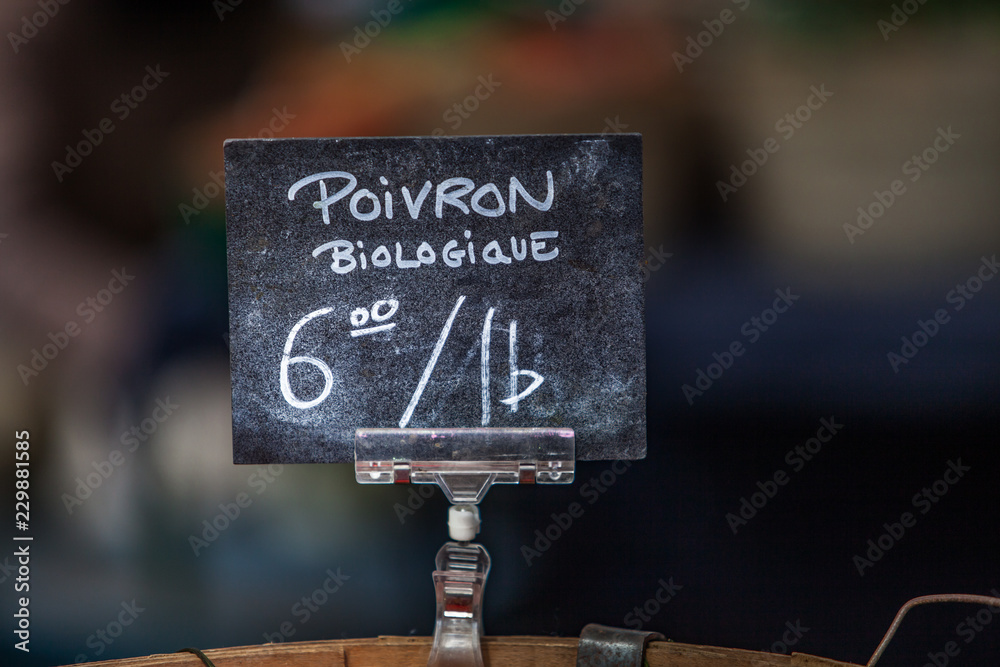 POIVRON
BIOLOGIQUE
6 00 / lb
Adobe Stock | #229881585